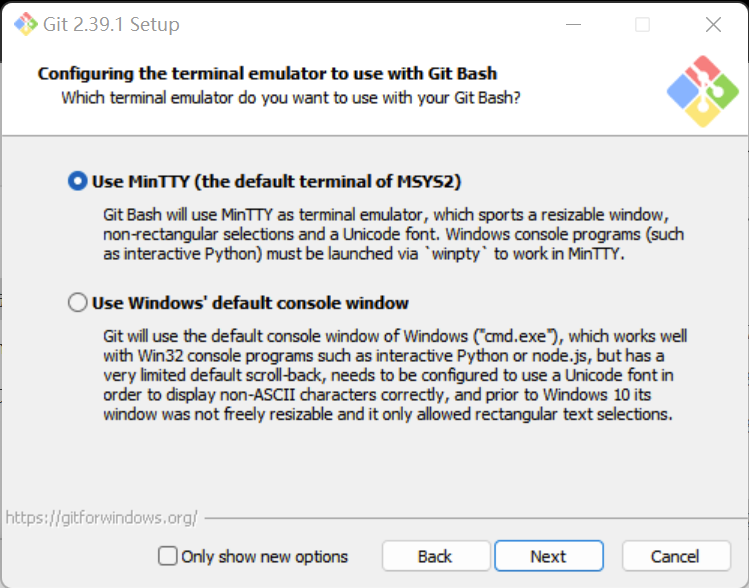 Git 2.39.1 Setup
Configuring the terminal emulator to use with Git Bash
Which terminal emulator do you want to use with your Git Bash?
Use MinTTY (the default terminal of MSYS2)
Git Bash will use MinTTY as terminal emulator, which sports a resizable window,
non-rectangular selections and a Unicode font. Windows console programs (such
as interactive Python) must be launched via `winpty` to work in MinTTY.
Use Windows' default console window
Git will use the default console window of Windows ("cmd.exe"), which works well
with Win32 console programs such as interactive Python or node.js, but has a
very limited default scroll-back, needs to be configured to use a Unicode font in
order to display non-ASCII characters correctly, and prior to Windows 10 its
window was not freely resizable and it only allowed rectangular text selections.
https://gitforwindows.org/
Only show new options
Back
Next
Cancel